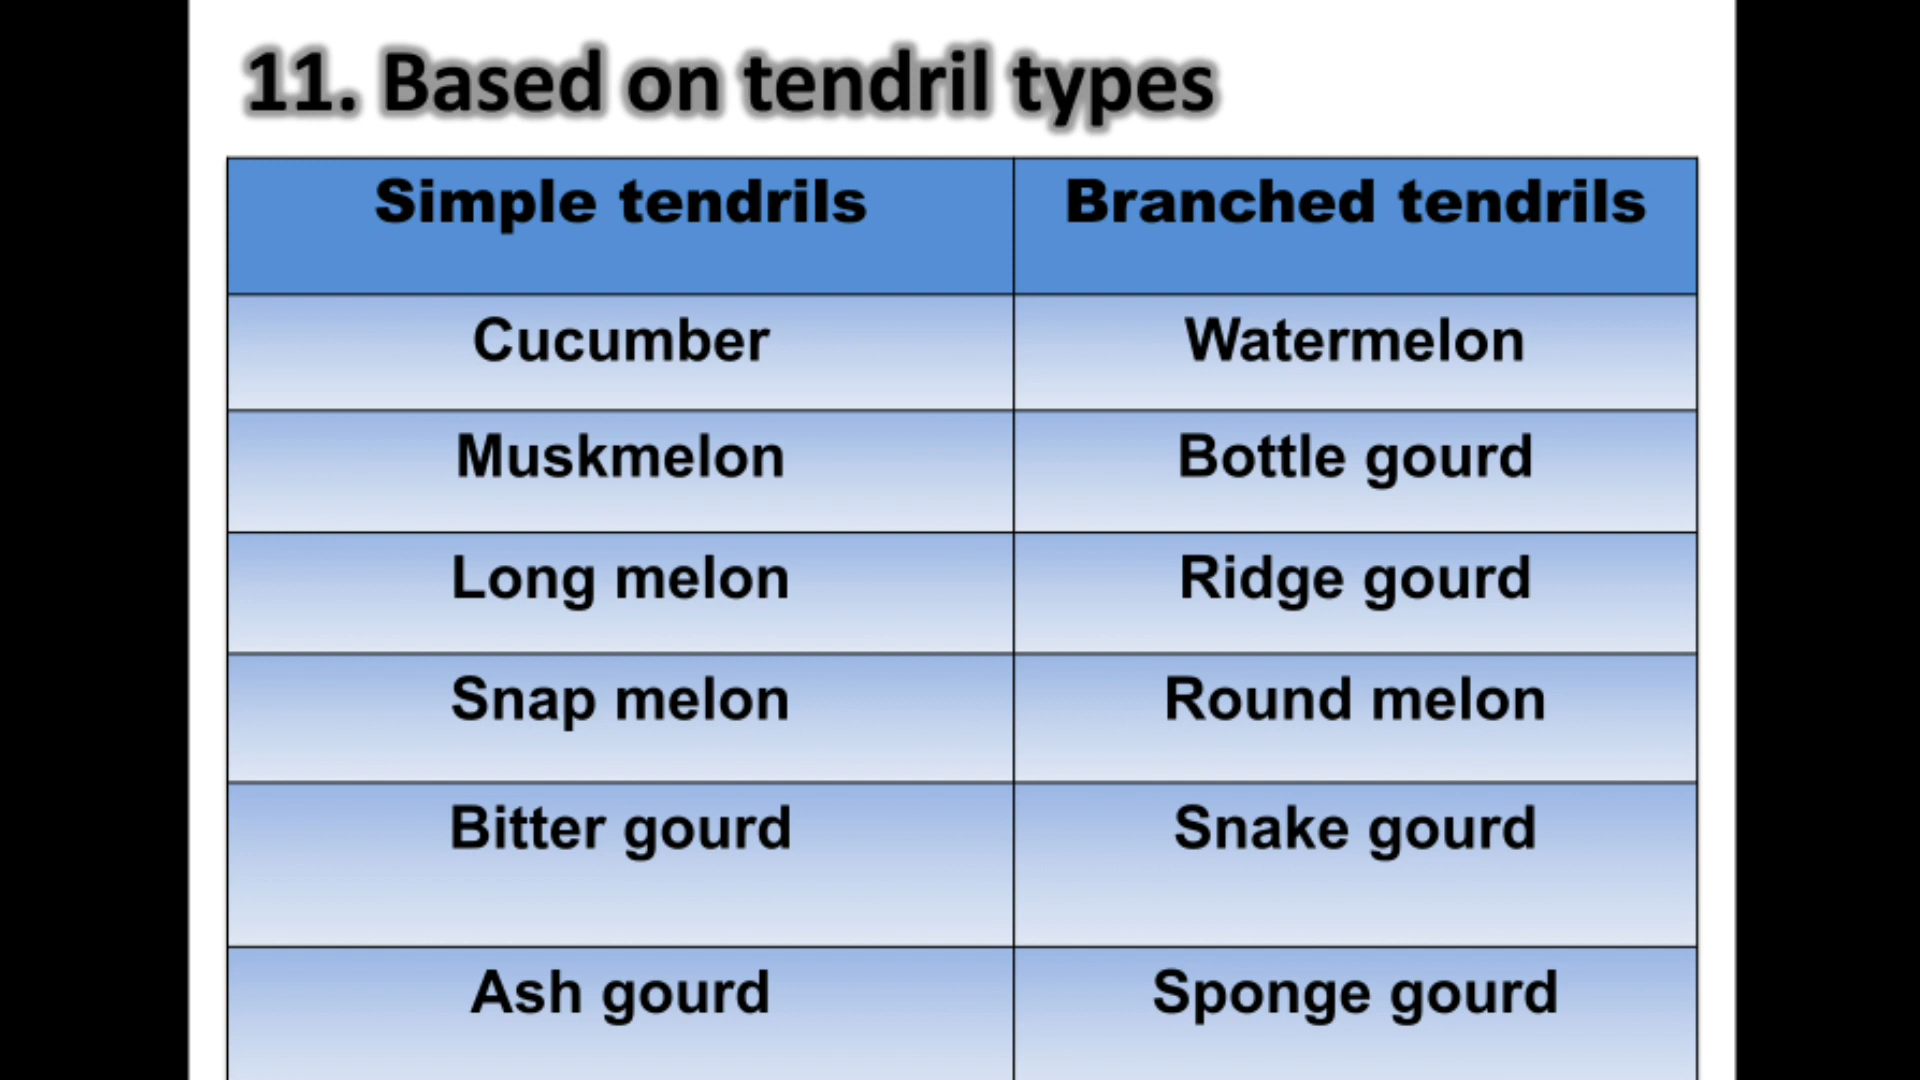 11. Based on tendril types
Simple tendrils Branched tendrils
Cucumber Watermelon
Muskmelon Bottle gourd
Long melon Ridge gourd
Snap melon Round melon
Bitter gourd Snake gourd
Ash gourd Sponge gourd